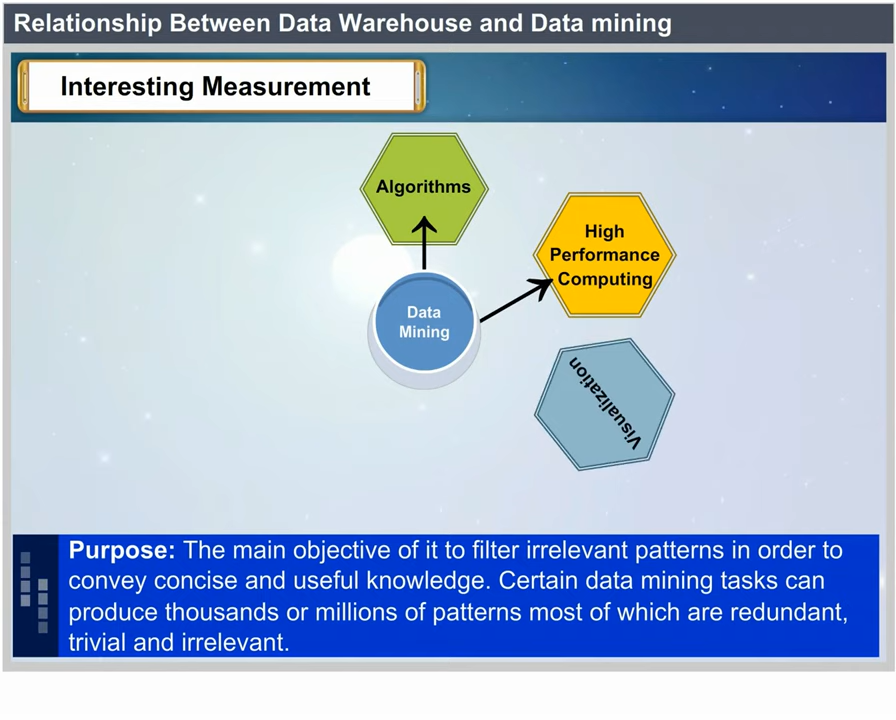 Relationship Between Data Warehouse and Data mining
Interesting Measurement
Algorithms
High
Performance
Computing
Data
Mining
Visualization
Purpose: The main objective of it to filter irrelevant patterns in order to
convey concise and useful knowledge. Certain data mining tasks can
produce thousands or millions of patterns most of which are redundant,
trivial and irrelevant.